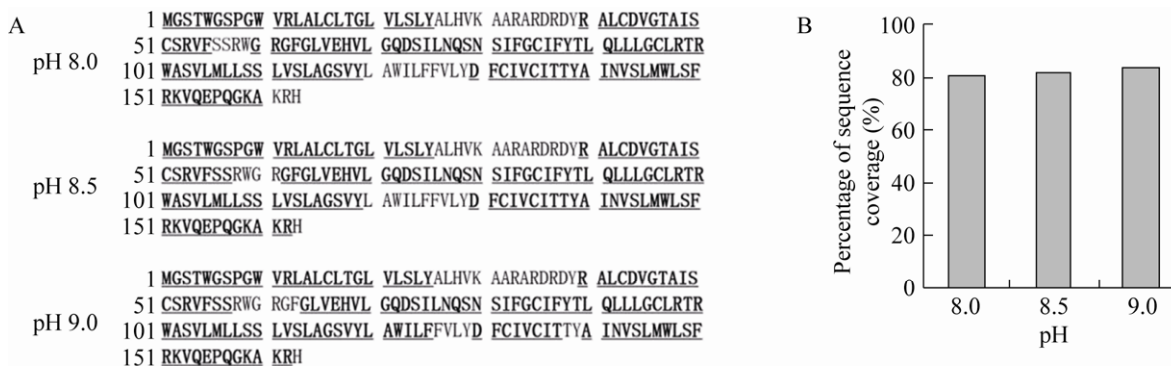 A
pH 8.0
1 MGSTWGSPGW VRLALCLTGL VLSLYALHVK AARARDRDYR ALCDVGTAIS
51 CSRVFSSRWG RGFGLVEHVL GQDSILNQSN SIFGCIFYTL QLLLGCLRTR
101 WASVLMLLSS LVSLAGSVYL AWILFFVLYD FCIVCITTYA INVSLMWLSF
151 RKVQEPQGKA KRH
pH 8.5
1 MGSTWGSPGW VRLALCLTGL VLSLYALHVK AARARDRDYR ALCDVGTAIS
51 CSRVFSSRWG RGFGLVEHVL GQDSILNQSN SIFGCIFYTL QLLLGCLRTR
101 WASVLMLLSS LVSLAGSVYL AWILFFVLYD FCIVCITTYA INVSLMWLSF
151 RKVQEPQGKA KRH
pH 9.0
1 MGSTWGSPGW VRLALCLTGL VLSLYALHVK AARARDRDYR ALCDVGTAIS
51 CSRVFSSRWG RGFGLVEHVL GQDSILNQSN SIFGCIFYTL QLLLGCLRTR
101 WASVLMLLSS LVSLAGSVYL AWILFFVLYD FCIVCITTYA INVSLMWLSF
151 RKVQEPQGKA KRH
B
Percentage of sequence
coverage (%)
100
80
60
40
20
0
8.0 8.5 9.0
pH